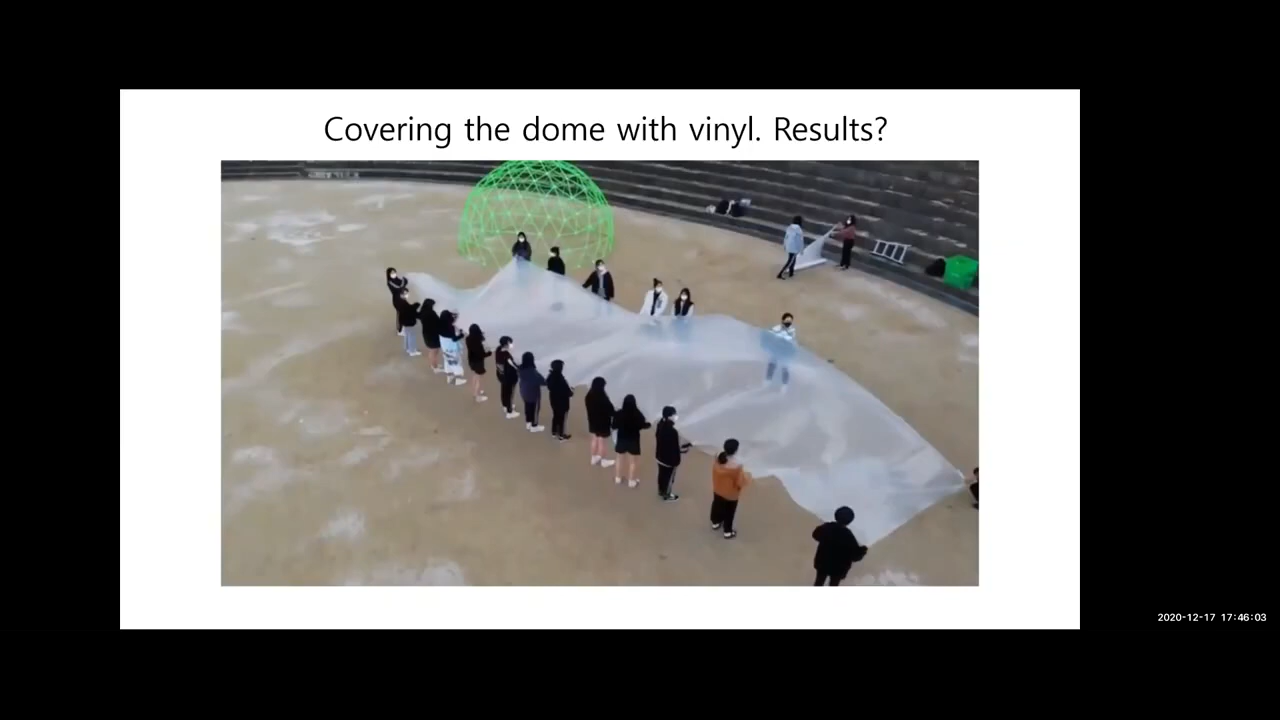 Covering the dome with vinyl. Results?
2020-12-17 17:46:03